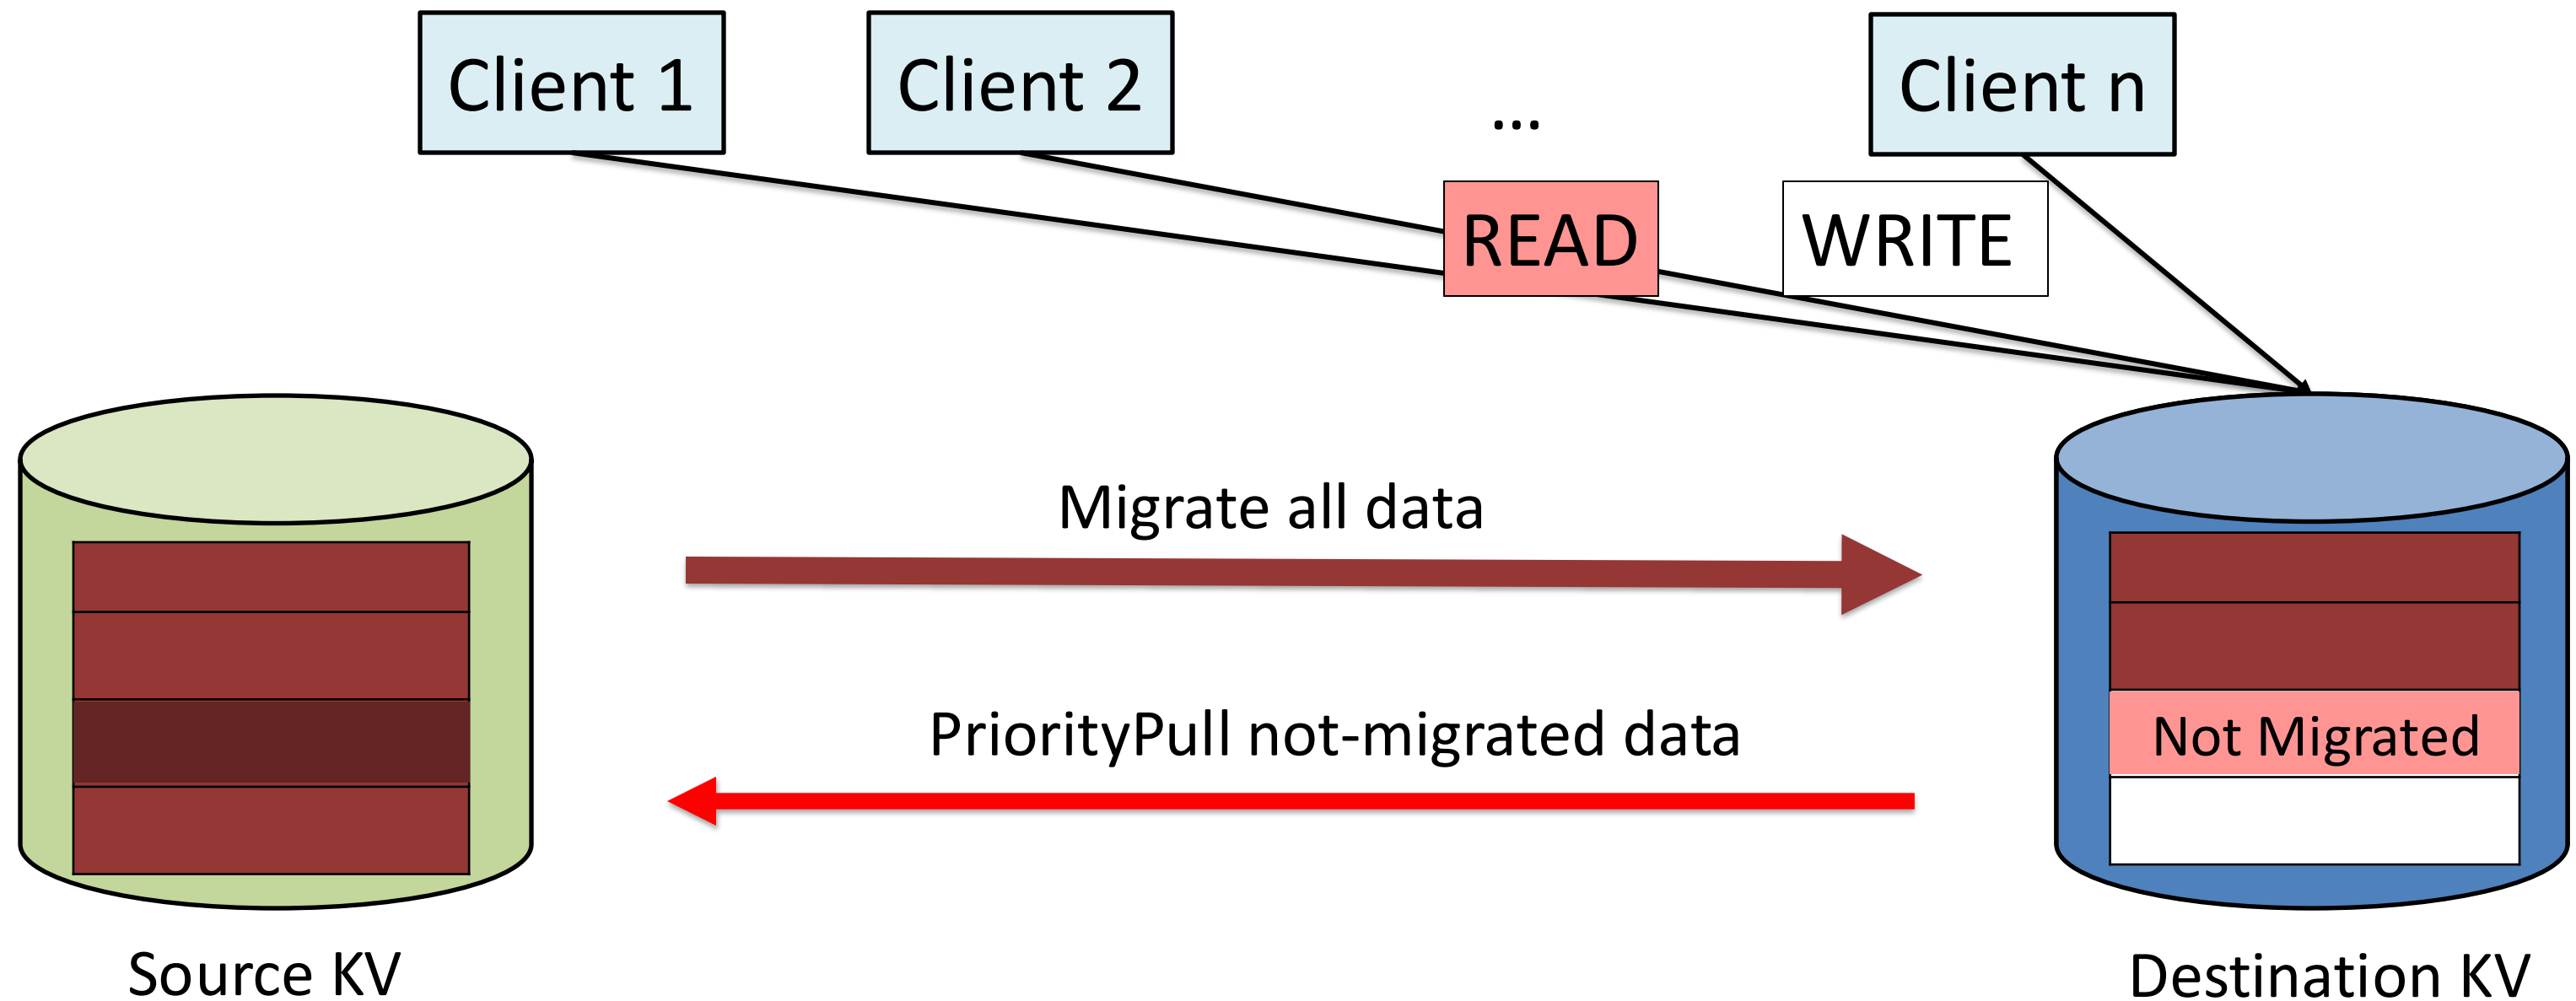 Client 1
Client 2
...
Client n
READ
WRITE
Migrate all data
PriorityPull not-migrated data
Not Migrated
Source KV
Destination KV